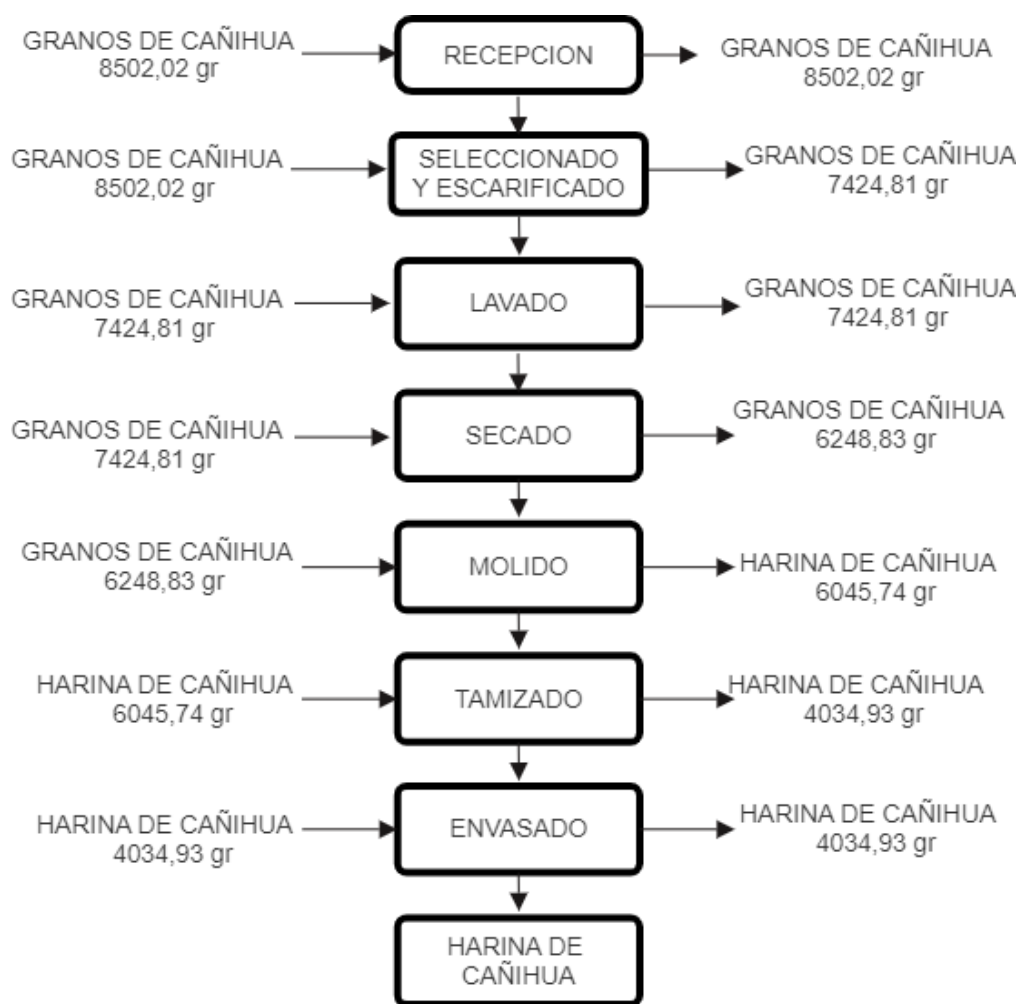 GRANOS DE CAÑIHUA
8502,02 gr
RECEPCION
GRANOS DE CAÑIHUA
8502,02 gr
GRANOS DE CAÑIHUA
8502,02 gr
SELECCIONADO
Y ESCARIFICADO
GRANOS DE CAÑIHUA
7424,81 gr
GRANOS DE CAÑIHUA
7424,81 gr
LAVADO
GRANOS DE CAÑIHUA
7424,81 gr
GRANOS DE CAÑIHUA
7424,81 gr
SECADO
GRANOS DE CAÑIHUA
6248,83 gr
GRANOS DE CAÑIHUA
6248,83 gr
MOLIDO
HARINA DE CAÑIHUA
6045,74 gr
HARINA DE CAÑIHUA
6045,74 gr
TAMIZADO
HARINA DE CAÑIHUA
4034,93 gr
HARINA DE CAÑIHUA
4034,93 gr
ENVASADO
HARINA DE CAÑIHUA
4034,93 gr
HARINA DE
CAÑIHUA